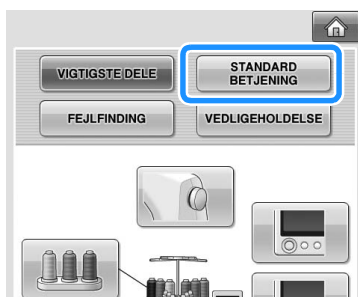 VIGTIGSTE DELE
STANDARD
BETJENING
FEJLFINDING
VEDLIGEHOLDELSE